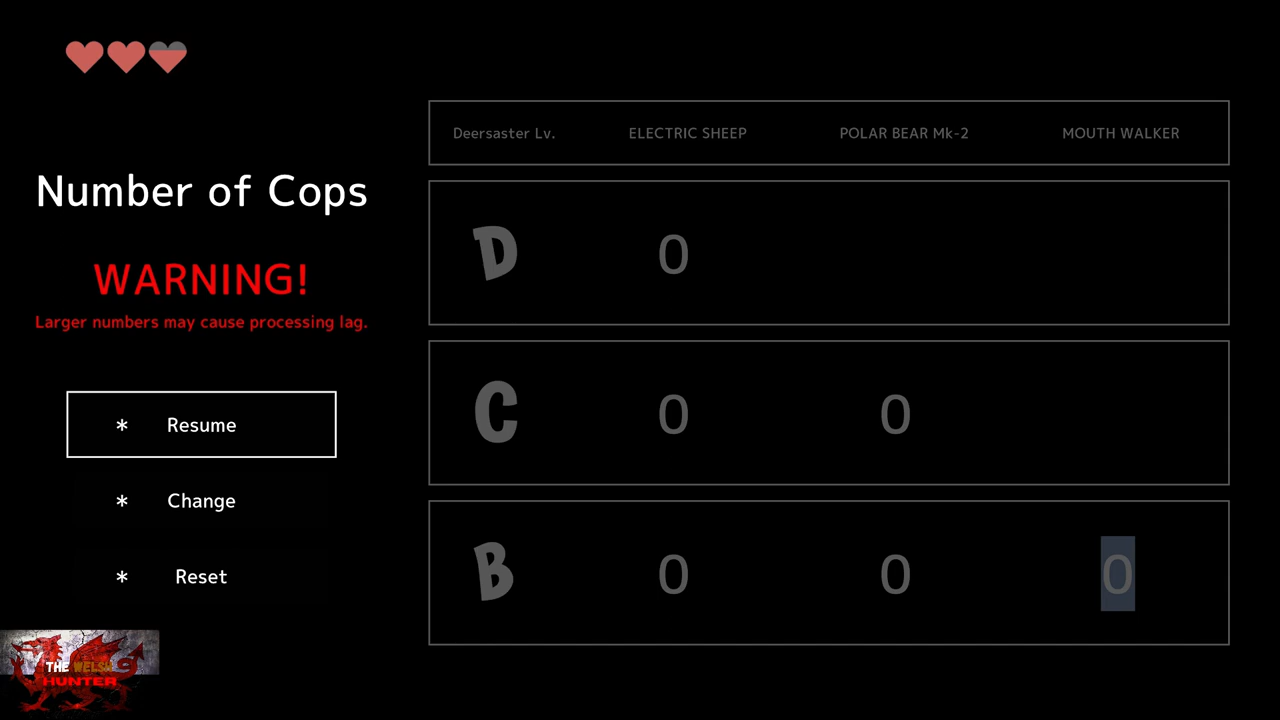 Number of Cops
WARNING!
Larger numbers may cause processing lag.
* Resume
* Change
* Reset
Deersaster Lv. ELECTRIC SHEEP POLAR BEAR Mk-2 MOUTH WALKER
D 0
C 0 0
B 0 0 0
THE WELSH
HUNTER